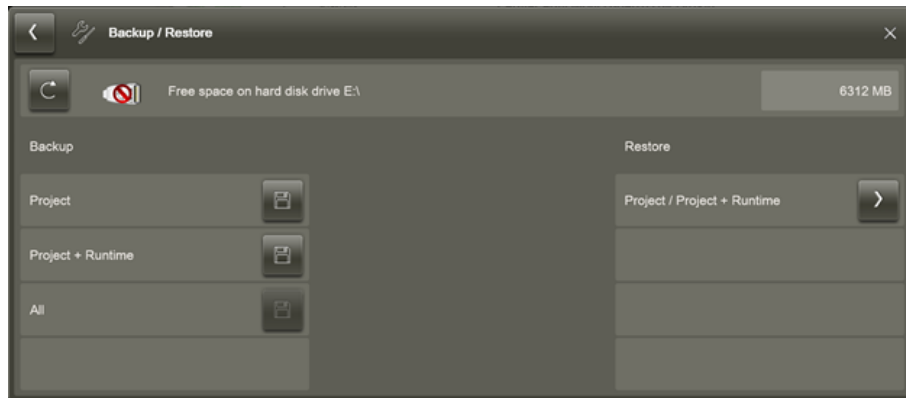 Backup / Restore
Free space on hard disk drive E:\ 6312 MB
Backup Restore
Project Project / Project + Runtime
Project + Runtime
All